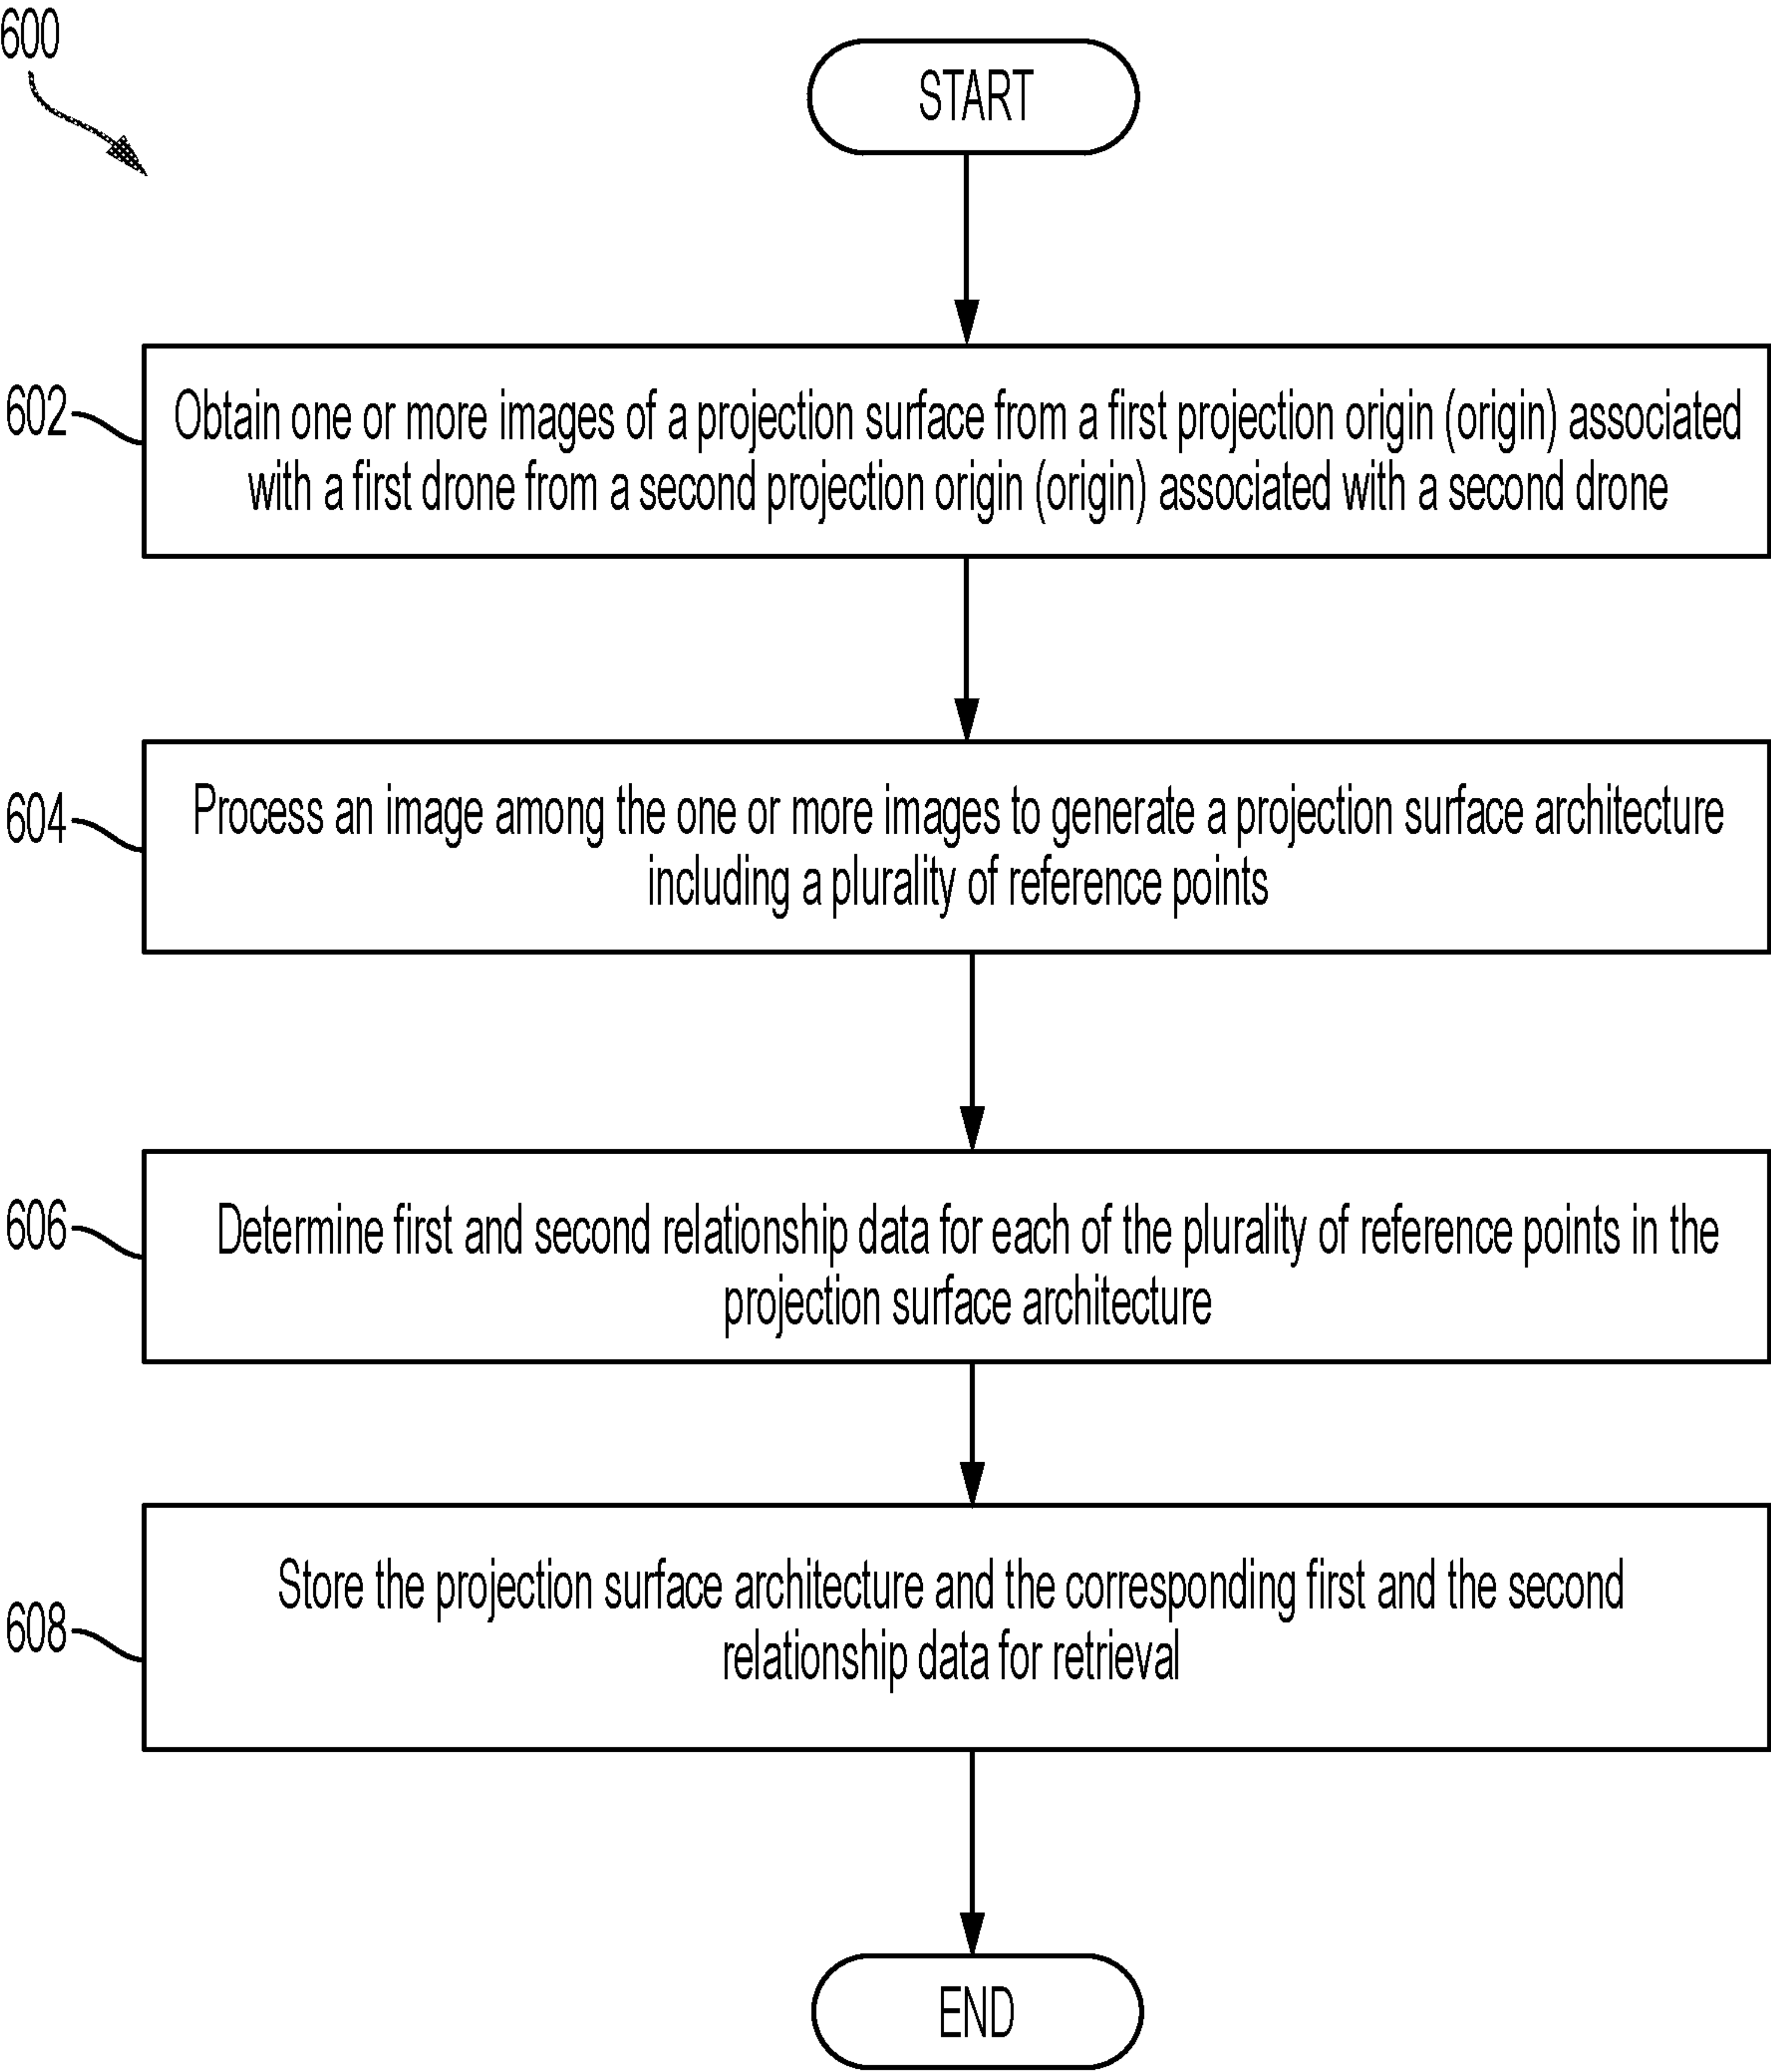 600
START
602
Obtain one or more images of a projection surface from a first projection origin (origin) associated
with a first drone from a second projection origin (origin) associated with a second drone
604
Process an image among the one or more images to generate a projection surface architecture
including a plurality of reference points
606
Determine first and second relationship data for each of the plurality of reference points in the
projection surface architecture
608
Store the projection surface architecture and the corresponding first and the second
relationship data for retrieval
END